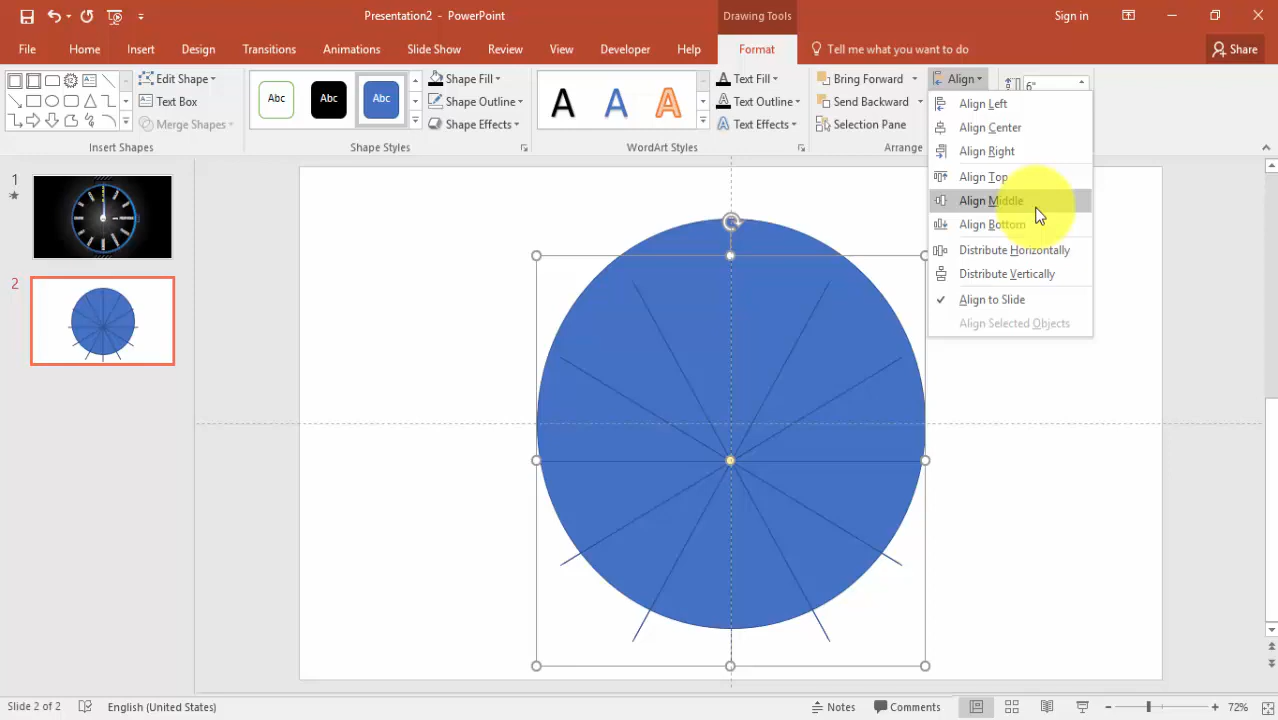 Presentation2 - PowerPoint
Drawing Tools
Sign in
File
Home
Insert
Design
Transitions
Animations
Slide Show
Review
View
Developer
Help
Format
Tell me what you want to do
Share
Edit Shape
Text Box
Merge Shapes
Insert Shapes
Abc
Abc
Abc
Shape Fill
Shape Outline
Shape Effects
Shape Styles
A
A
A
Text Fill
Text Outline
Text Effects
WordArt Styles
Bring Forward
Send Backward
Selection Pane
Arrange
Align
6"
Align Left
Align Center
Align Right
Align Top
Align Middle
Align Bottom
Distribute Horizontally
Distribute Vertically
Align to Slide
Align Selected Objects
1
2
Slide 2 of 2
English (United States)
Notes
Comments
72%